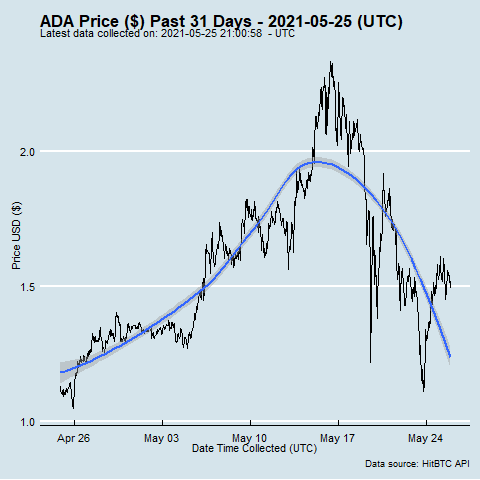 ADA Price ($) Past 31 Days - 2021-05-25 (UTC)
Latest data collected on: 2021-05-25 21:00:58 - UTC
2.0
1.5
1.0
Price USD ($)
Apr 26 May 03 May 10 May 17 May 24
Date Time Collected (UTC)
Data source: HitBTC API